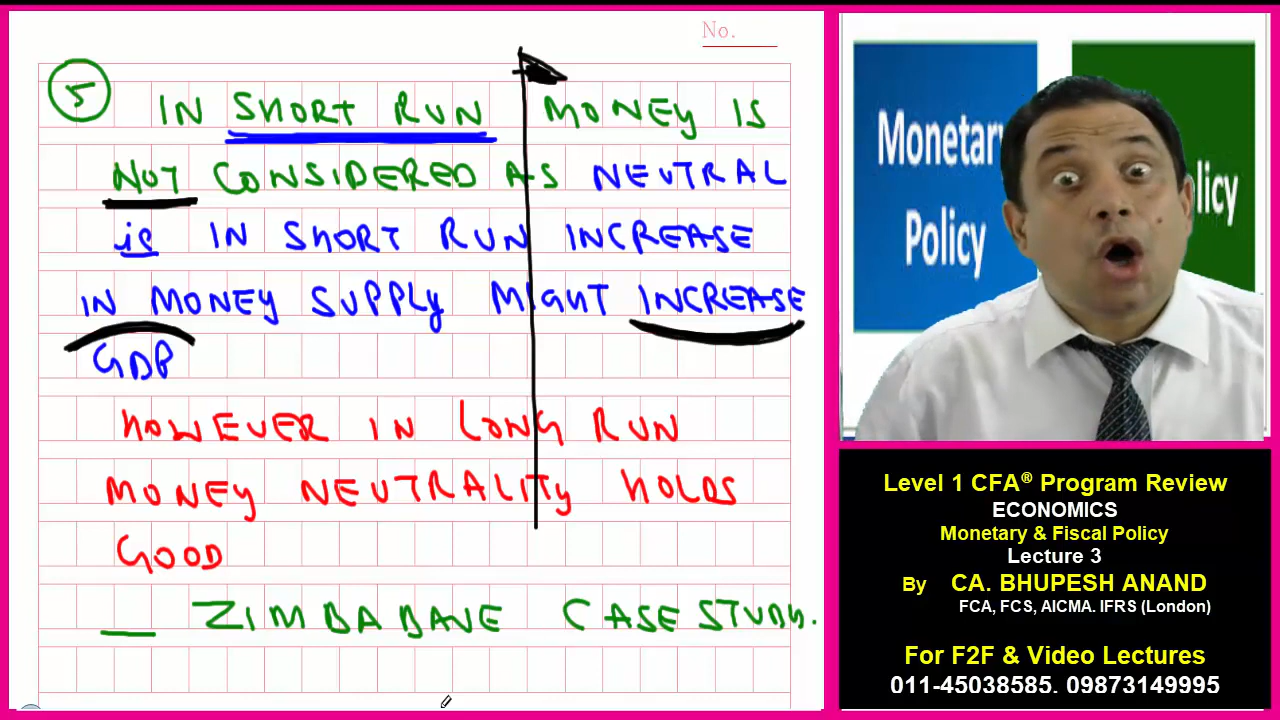 No.
5 IN SHORT RUN MONEY IS
NOT CONSIDERED AS NEUTRAL
ie IN SHORT RUN INCREASE
IN MONEY SUPPLY MIGHT INCREASE
GDP
HOWEVER IN LONG RUN
MONEY NEUTRALITY HOLDS
GOOD
ZIMBABWE CASE STUDY.
Monetary
Policy
licy
Level 1 CFA® Program Review
ECONOMICS
Monetary & Fiscal Policy
Lecture 3
By CA. BHUPESH ANAND
FCA, FCS, AICMA. IFRS (London)
For F2F & Video Lectures
011-45038585. 09873149995